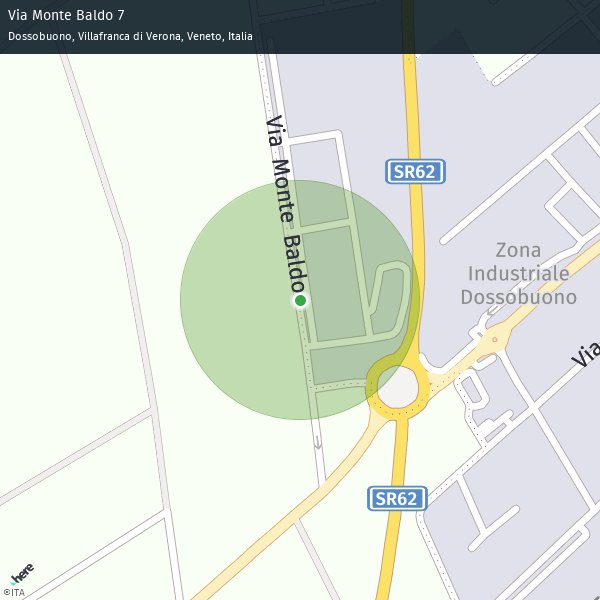 Via Monte Baldo 7
Dossobuono, Villafranca di Verona, Veneto, Italia
Via Monte Baldo
SR62
Zona
Industriale
Dossobuono
Via
SR62
here
©ITA